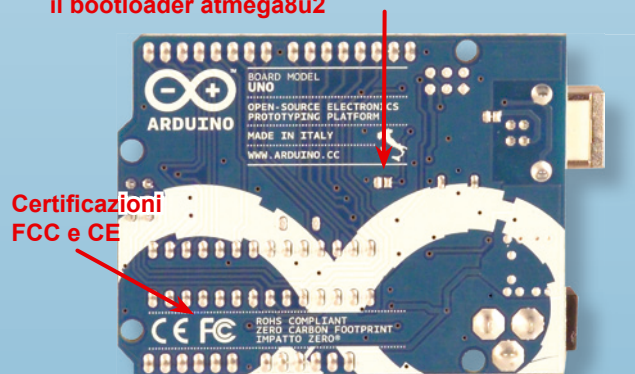 il bootloader atmega8u2
ARDUINO
BOARD MODEL
UNO
OPEN-SOURCE ELECTRONICS
PROTOTYPING PLATFORM
MADE IN ITALY
WWW.ARDUINO.CC
Certificazioni
FCC e CE
CE FC
ROHS COMPLIANT
ZERO CARBON FOOTPRINT
IMPATTO ZERO®